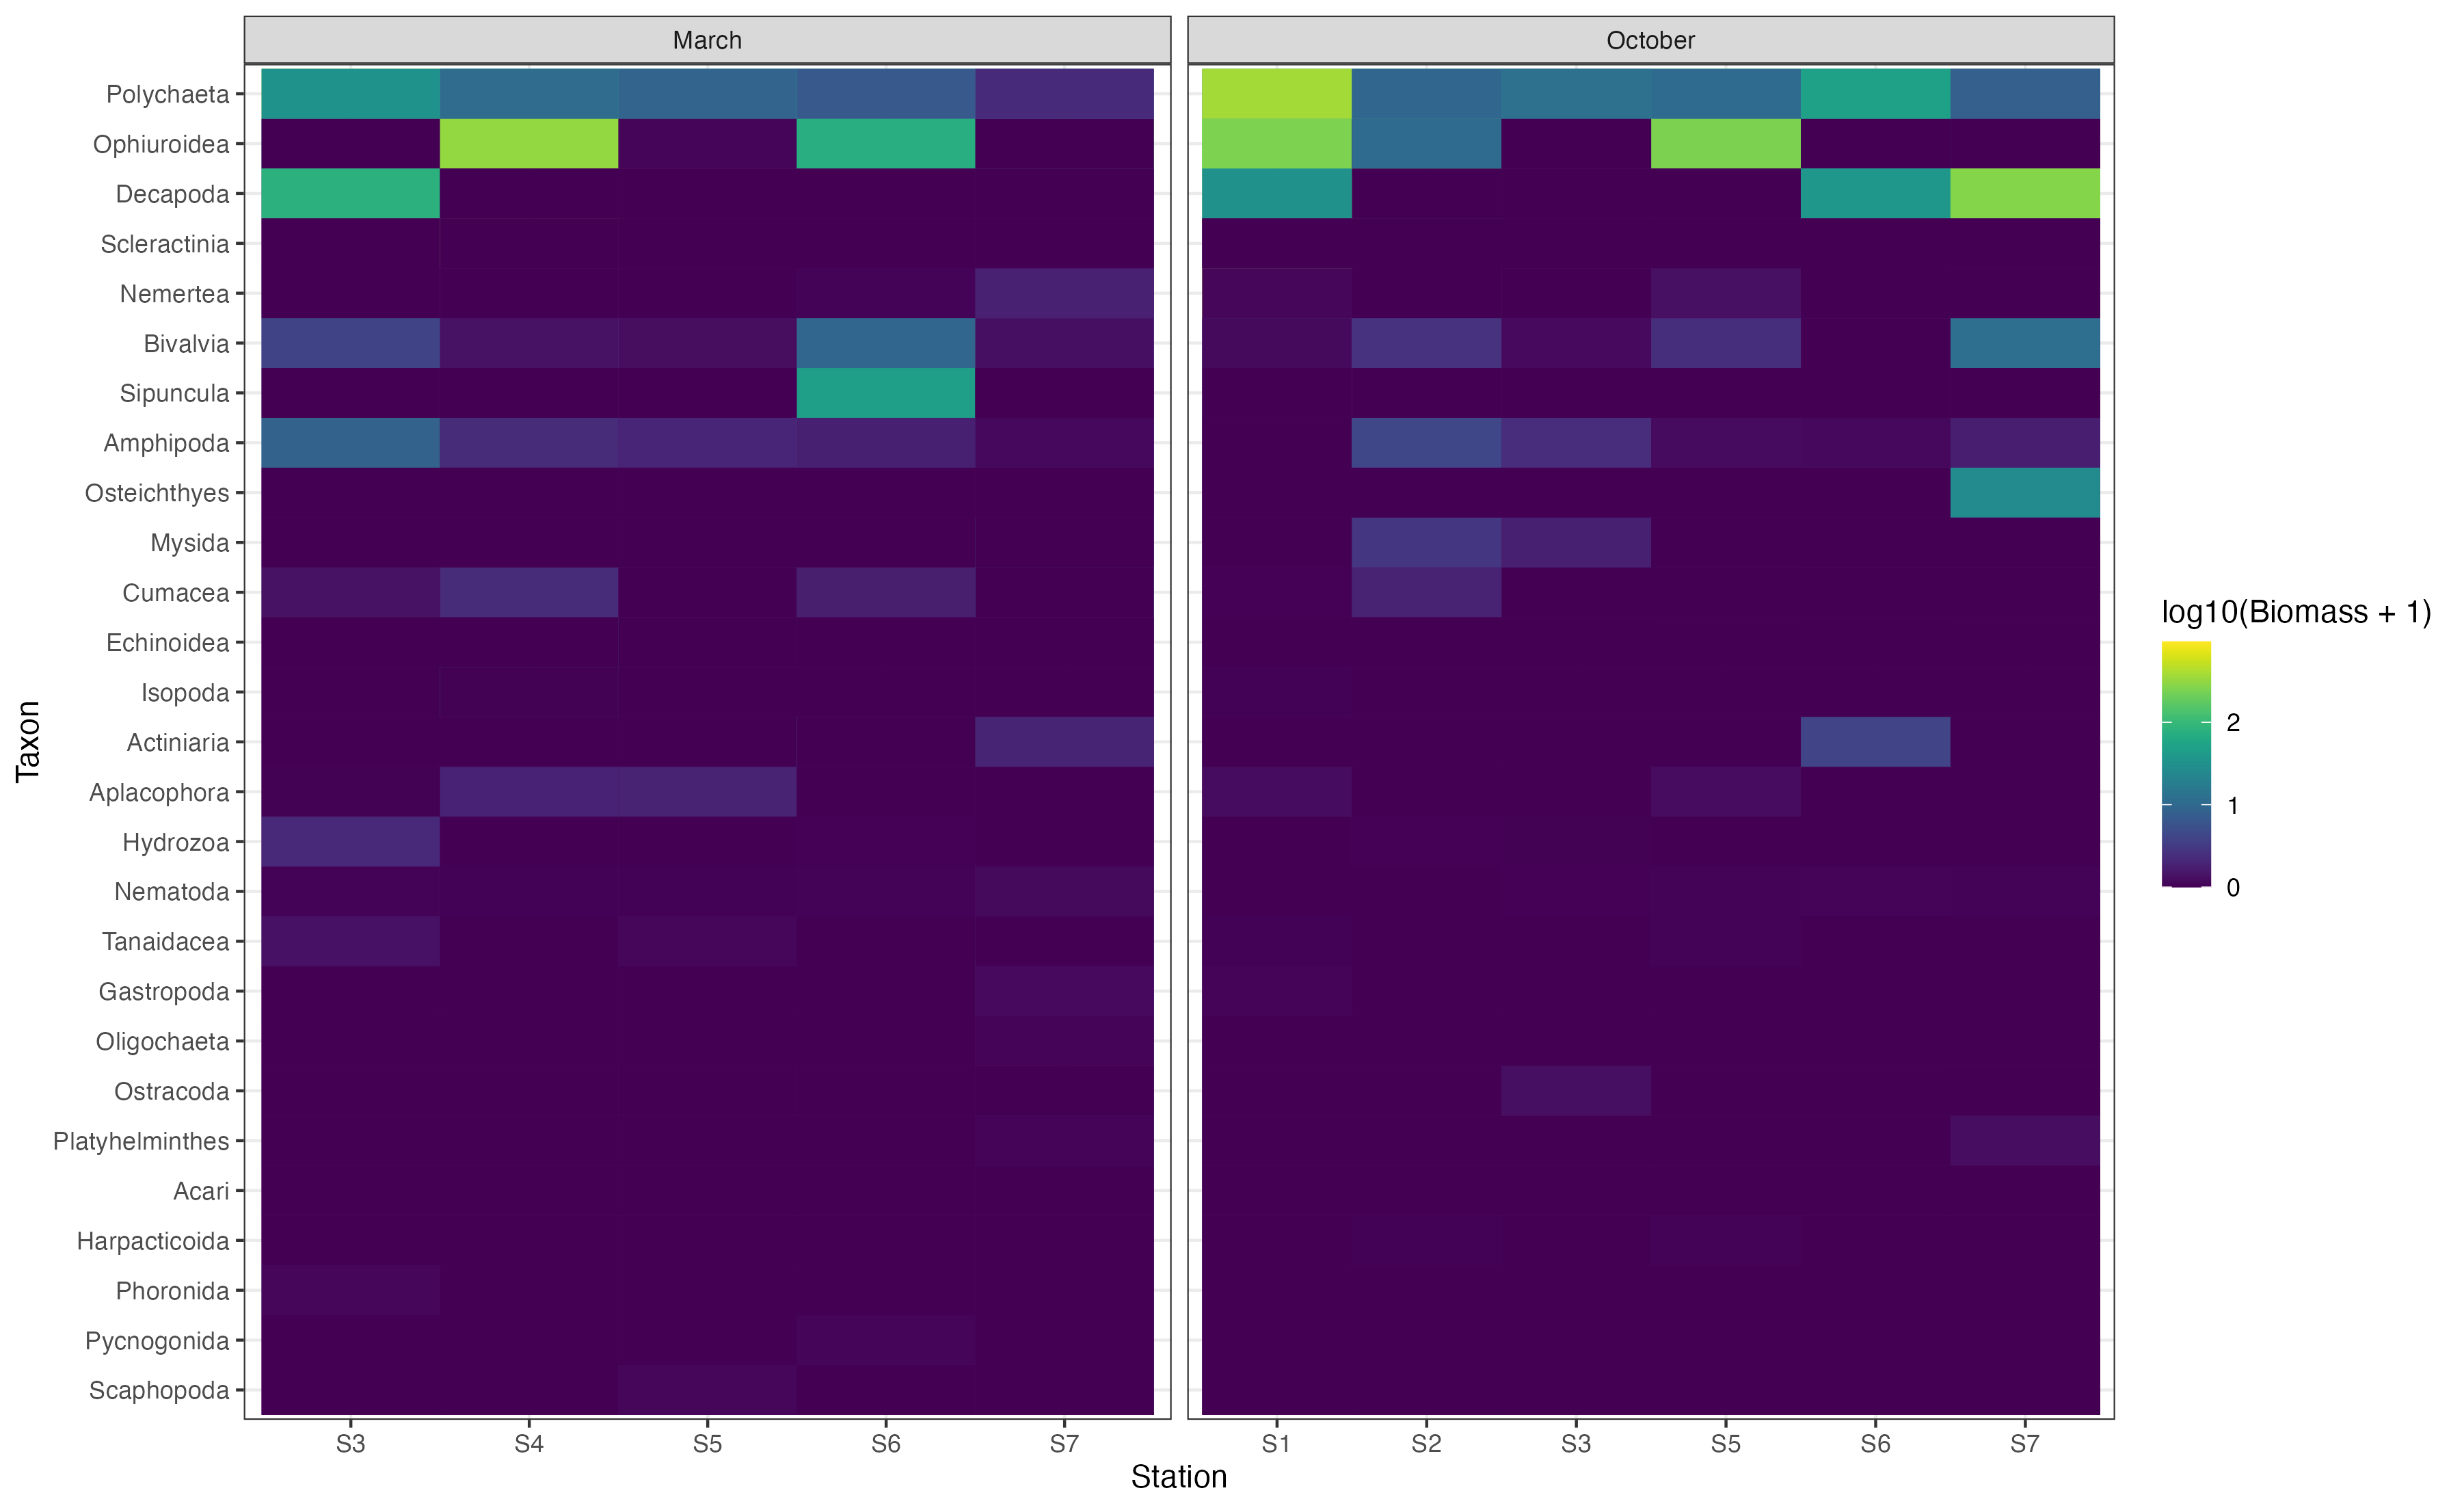 March
October
Polychaeta
Ophiuroidea
Decapoda
Scleractinia
Nemertea
Bivalvia
Sipuncula
Amphipoda
Osteichthyes
Mysida
Cumacea
Echinoidea
Isopoda
Actiniaria
Aplacophora
Hydrozoa
Nematoda
Tanaidacea
Gastropoda
Oligochaeta
Ostracoda
Platyhelminthes
Acari
Harpacticoida
Phoronida
Pycnogonida
Scaphopoda
Taxon
S3 S4 S5 S6 S7
S1 S2 S3 S5 S6 S7
Station
log10(Biomass + 1)
2
1
0